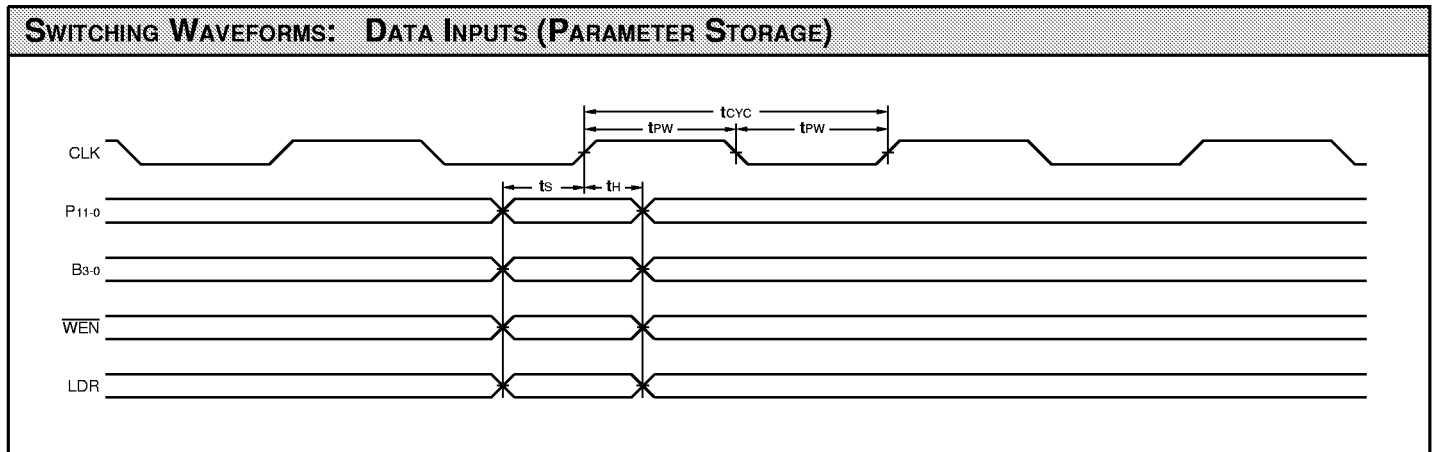 SWITCHING WAVEFORMS: DATA INPUTS (PARAMETER STORAGE)
tCYC
tPW tPW
CLK
tS tH
P11-0
B3-0
WEN
LDR